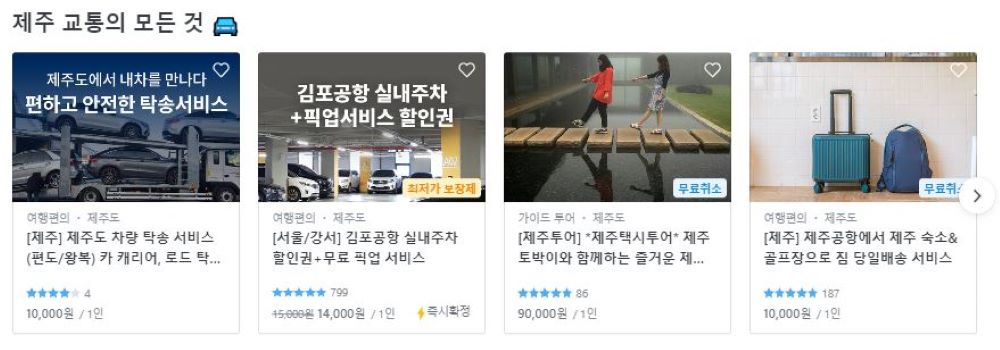 제주 교통의 모든 것
제주도에서 내차를 만나다
편하고 안전한 탁송서비스
여행편의 · 제주도
[제주] 제주도 차량 탁송 서비스
(편도/왕복) 카 캐리어, 로드 탁...
4
10,000원 / 1인
김포공항 실내주차
+픽업서비스 할인권
최저가 보장제
여행편의 · 제주도
[서울/강서] 김포공항 실내주차
할인권+무료 픽업 서비스
799
15,000원 14,000원 / 1인 즉시확정
무료취소
가이드 투어 · 제주도
[제주투어] *제주택시투어* 제주
토박이와 함께하는 즐거운 제...
86
90,000원 / 1인
무료취소
여행편의 · 제주도
[제주] 제주공항에서 제주 숙소&
골프장으로 짐 당일배송 서비스
187
10,000원 / 1인